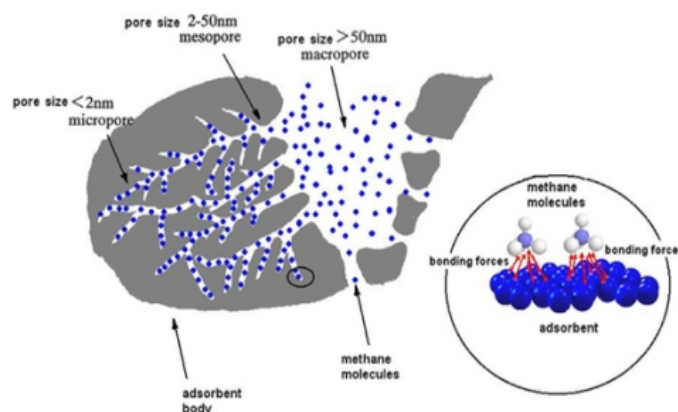 pore size 2-50nm
mesopore
pore size >50nm
macropore
pore size <2nm
micropore
methane
molecules
bonding forces
bonding forces
adsorbent
methane
molecules
adsorbent
body